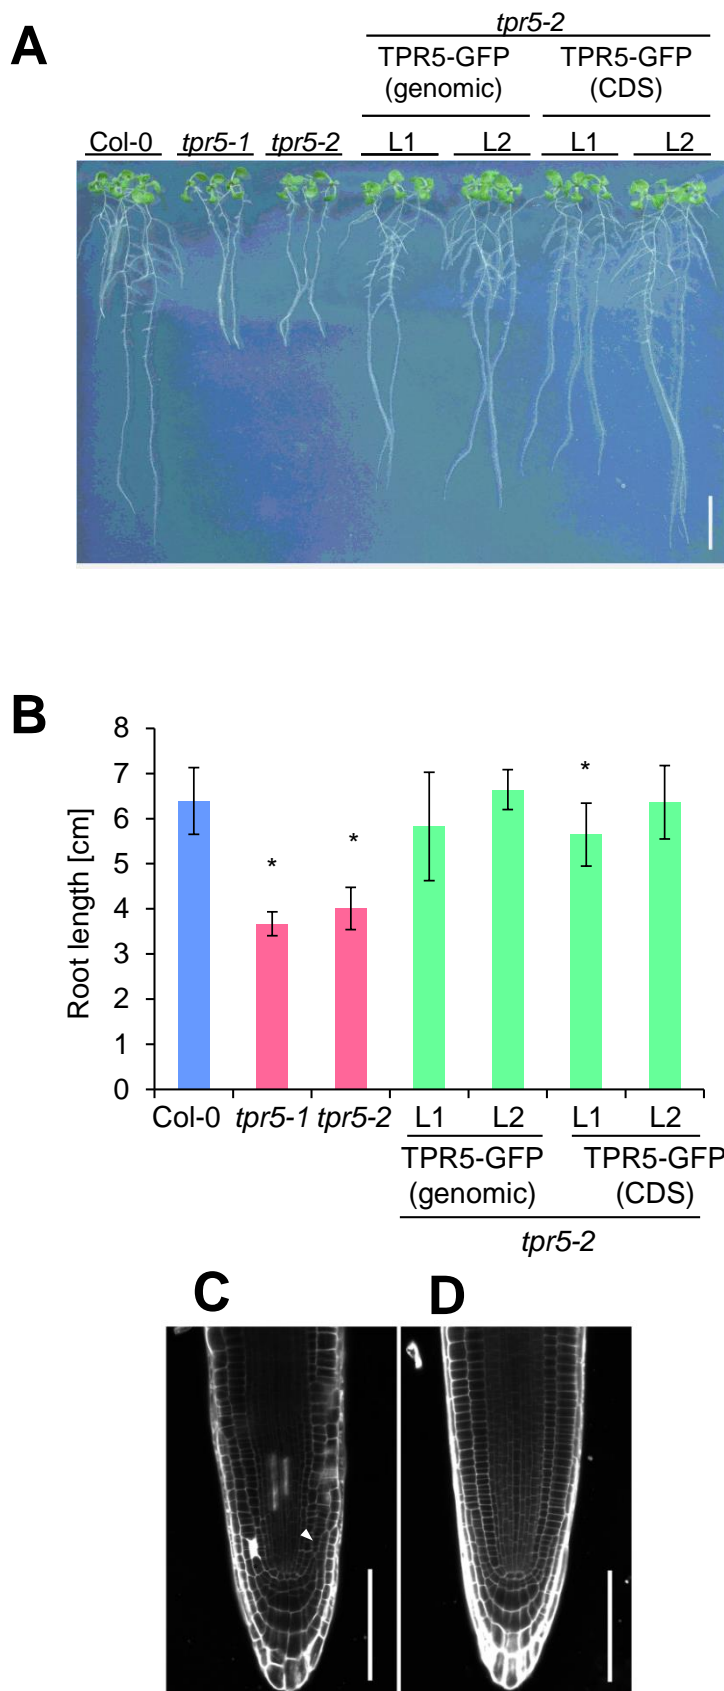 A
tpr5-2
TPR5-GFP (genomic) TPR5-GFP (CDS)
Col-0 tpr5-1 tpr5-2 L1 L2 L1 L2
B
Root length [cm]
8
7
6
5
4
3
2
1
0
* * *
Col-0 tpr5-1 tpr5-2 L1 L2 L1 L2
TPR5-GFP (genomic) TPR5-GFP (CDS)
tpr5-2
C D